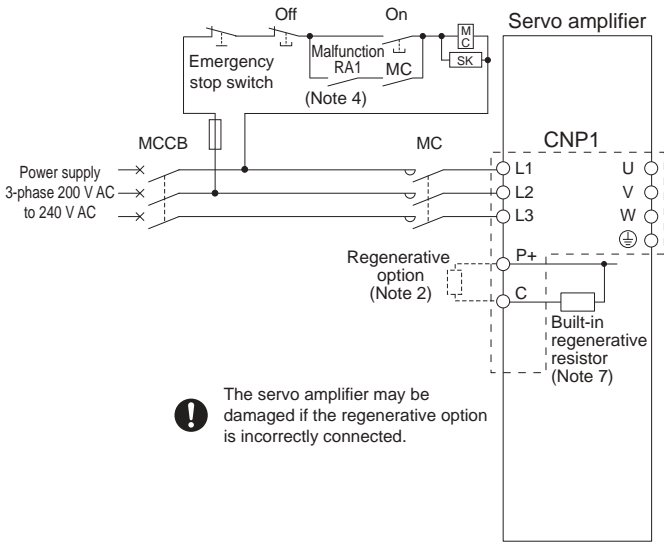 Off
On
Servo amplifier
Emergency
stop switch
Malfunction
RA1
MC
(Note 4)
M
C
SK
MCCB
MC
CNP1
Power supply
3-phase 200 V AC
to 240 V AC
L1
L2
L3
U
V
W
Regenerative
option
(Note 2)
P+
C
Built-in
regenerative
resistor
(Note 7)
The servo amplifier may be
damaged if the regenerative option
is incorrectly connected.